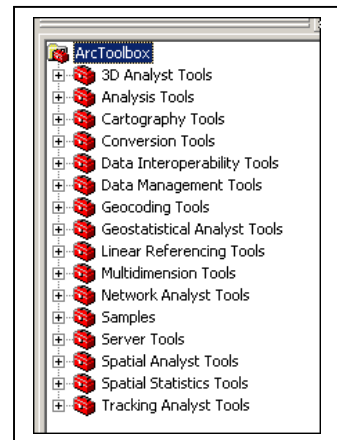 ArcToolbox
3D Analyst Tools
Analysis Tools
Cartography Tools
Conversion Tools
Data Interoperability Tools
Data Management Tools
Geocoding Tools
Geostatistical Analyst Tools
Linear Referencing Tools
Multidimension Tools
Network Analyst Tools
Samples
Server Tools
Spatial Analyst Tools
Spatial Statistics Tools
Tracking Analyst Tools